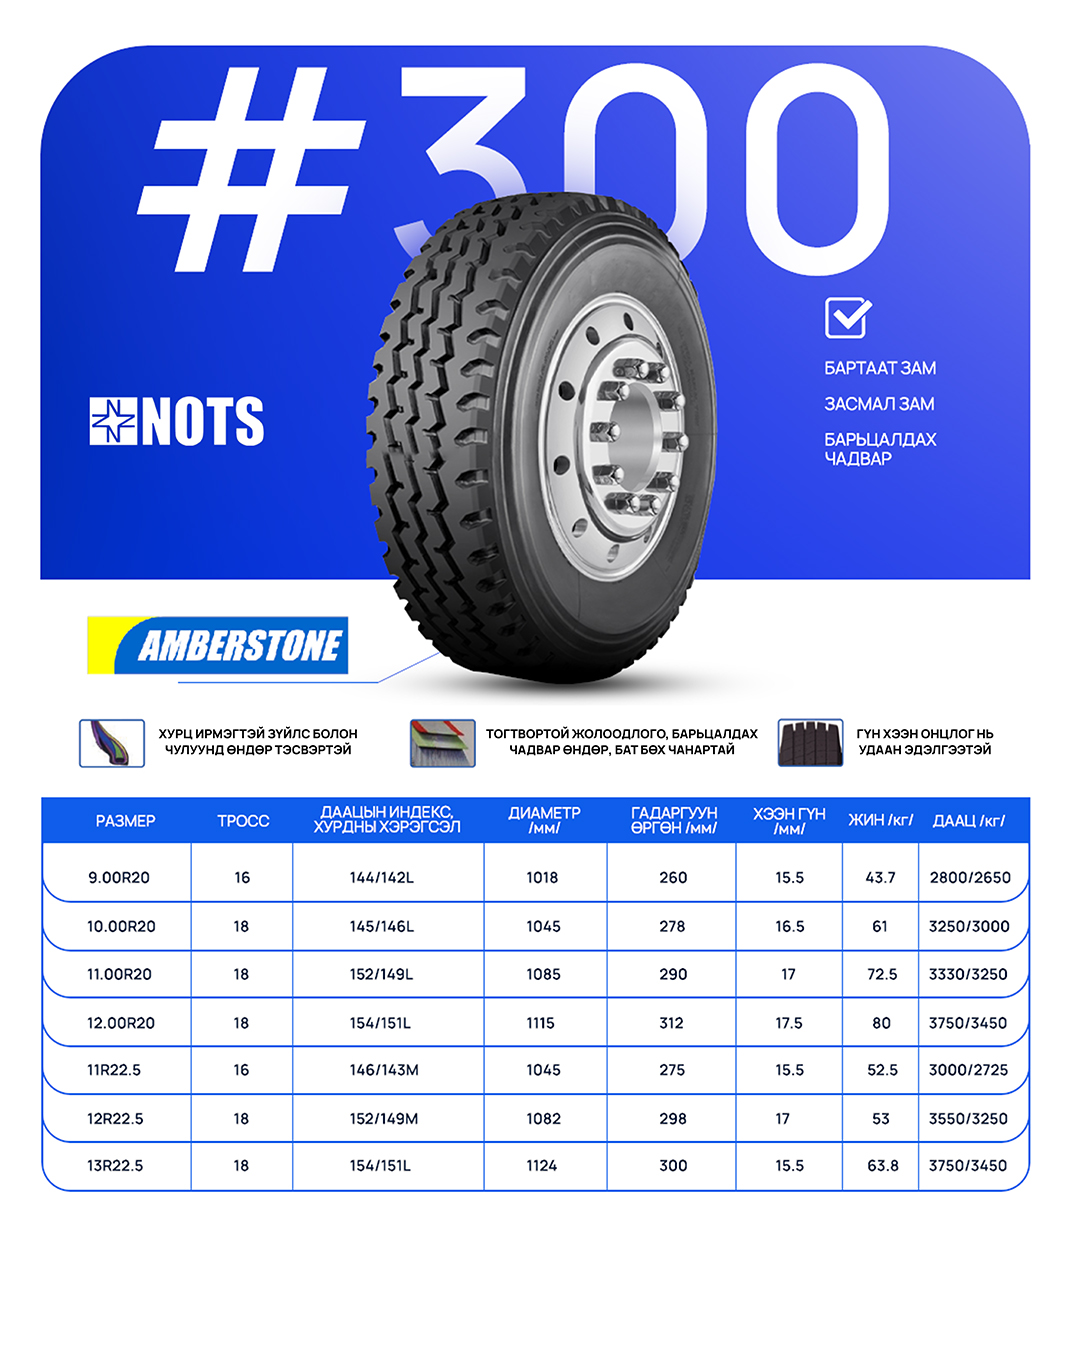 #300
БАРТААТ ЗАМ
ЗАСМАЛ ЗАМ
БАРЬЦАЛДАХ
ЧАДВАР
NOTS
AMBERSTONE
ХУРЦ ИРМЭГТЭЙ ЗҮЙЛС БОЛОН
ЧУЛУУНД ӨНДӨР ТЭСВЭРТЭЙ
ТОГТВОРТОЙ ЖОЛООДЛОГО, БАРЬЦАЛДАХ
ЧАДВАР ӨНДӨР, БАТ БӨХ ЧАНАРТАЙ
ГҮН ХЭЭН ОНЦЛОГ НЬ
УДААН ЭДЭЛГЭЭТЭЙ
РАЗМЕР ТРОСС ДААЦЫН ИНДЕКС, ХУРДНЫ ХЭРЭГСЭЛ ДИАМЕТР /мм/ ГАДАРГУУН ӨРГӨН /мм/ ХЭЭН ГҮН /мм/ ЖИН /кг/ ДААЦ /кг/
9.00R20 16 144/142L 1018 260 15.5 43.7 2800/2650
10.00R20 18 145/146L 1045 278 16.5 61 3250/3000
11.00R20 18 152/149L 1085 290 17 72.5 3330/3250
12.00R20 18 154/151L 1115 312 17.5 80 3750/3450
11R22.5 16 146/143M 1045 275 15.5 52.5 3000/2725
12R22.5 18 152/149M 1082 298 17 53 3550/3250
13R22.5 18 154/151L 1124 300 15.5 63.8 3750/3450